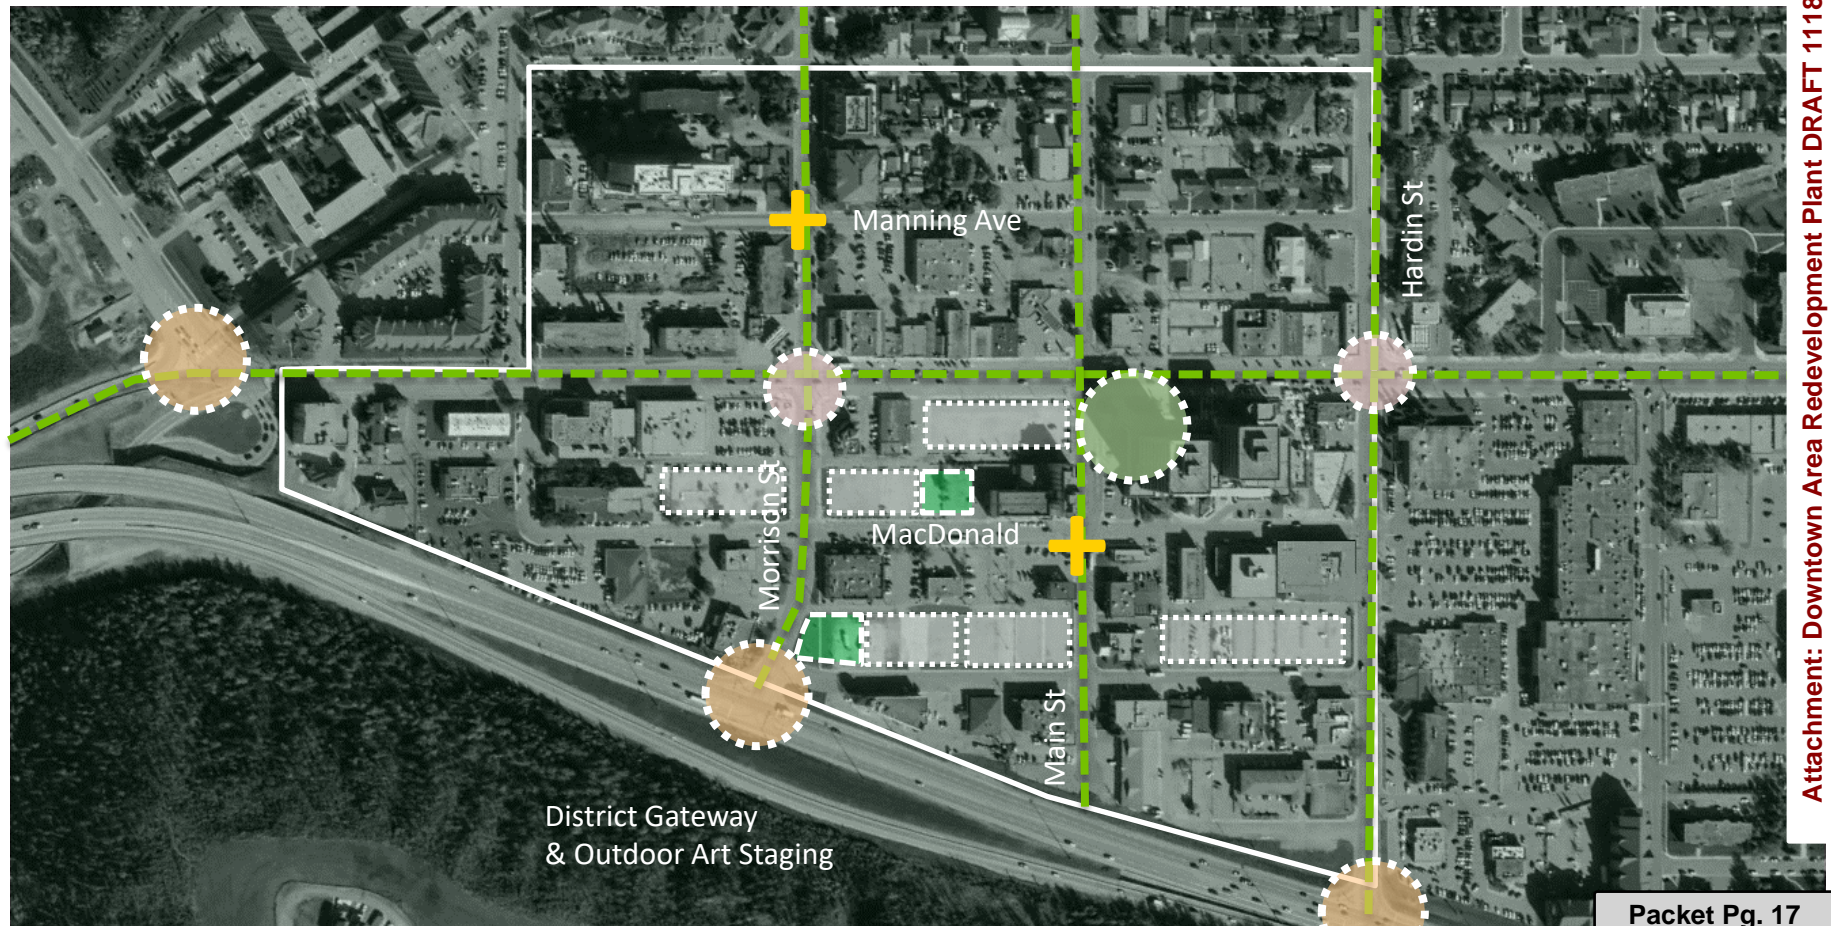 Manning Ave
Hardin St
Morrison St
MacDonald
Main St
District Gateway
& Outdoor Art Staging
Attachment: Downtown Area Redevelopment Plant DRAFT 1118
Packet Pg. 17